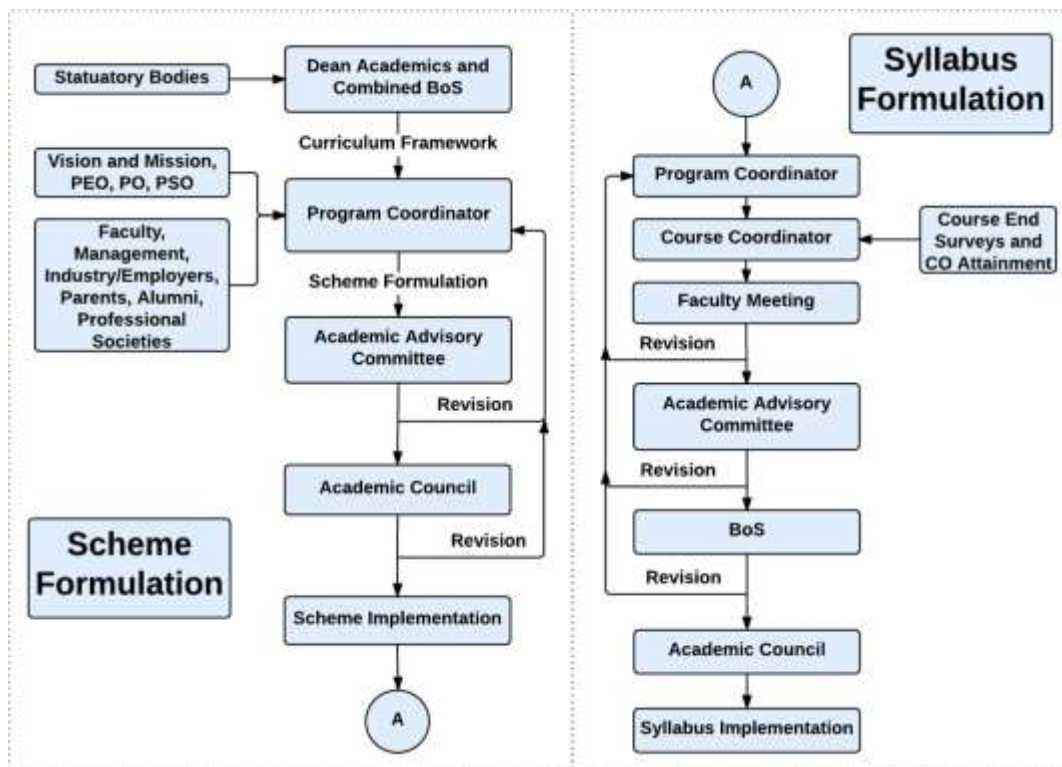 Statuatory Bodies
Dean Academics and
Combined BoS
Curriculum Framework
Vision and Mission,
PEO, PO, PSO
Program Coordinator
Faculty,
Management,
Industry/Employers,
Parents, Alumni,
Professional
Societies
Scheme Formulation
Academic Advisory
Committee
Revision
Academic Council
Revision
Scheme
Formulation
Scheme Implementation
A
Syllabus
Formulation
A
Program Coordinator
Course Coordinator
Course End
Surveys and
CO Attainment
Faculty Meeting
Revision
Academic Advisory
Committee
Revision
BoS
Revision
Academic Council
Syllabus Implementation